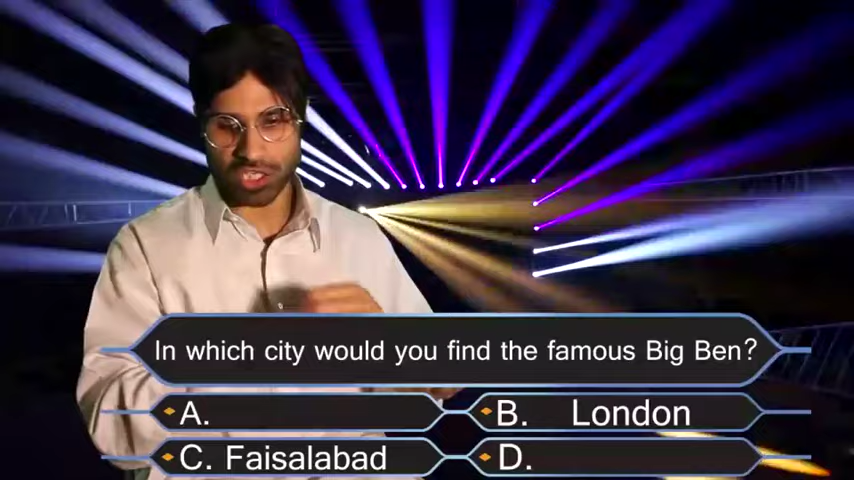 In which city would you find the famous Big Ben?
A.
B. London
C. Faisalabad
D.